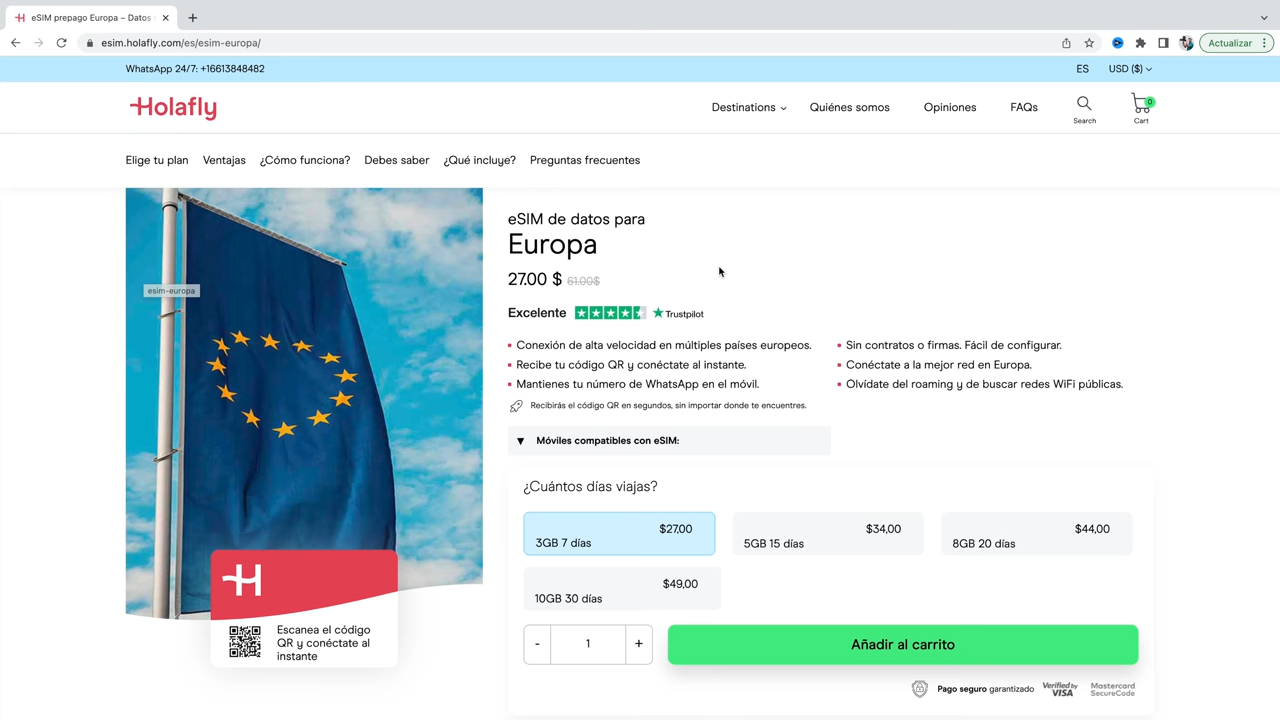 eSIM prepago Europa – Datos
esim.holafly.com/es/esim-europa/
Actualizar
WhatsApp 24/7: +16613848482
ES
USD ($)
Holafly
Destinations
Quiénes somos
Opiniones
FAQs
Search
0
Cart
Elige tu plan
Ventajas
¿Cómo funciona?
Debes saber
¿Qué incluye?
Preguntas frecuentes
eSIM de datos para
Europa
27.00 $ 61.00$
Excelente
Trustpilot
esim-europa
Conexión de alta velocidad en múltiples países europeos.
Recibe tu código QR y conéctate al instante.
Mantienes tu número de WhatsApp en el móvil.
Sin contratos o firmas. Fácil de configurar.
Conéctate a la mejor red en Europa.
Olvídate del roaming y de buscar redes WiFi públicas.
Recibirás el código QR en segundos, sin importar donde te encuentres.
Móviles compatibles con eSIM:
¿Cuántos días viajas?
$27,00
3GB 7 días
$34,00
5GB 15 días
$44,00
8GB 20 días
$49,00
10GB 30 días
- 1 +
Añadir al carrito
Pago seguro garantizado
Verified by
VISA
Mastercard
SecureCode
H
Escanea el código
QR y conéctate al
instante